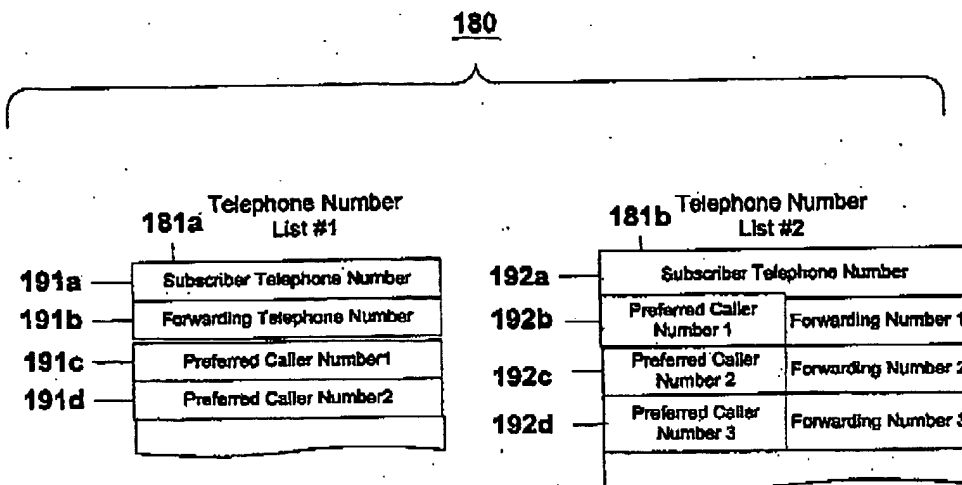 180
Telephone Number
List #1
181a
191a
Subscriber Telephone Number
191b
Forwarding Telephone Number
191c
Preferred Caller Number1
191d
Preferred Caller Number2
Telephone Number
List #2
181b
192a
Subscriber Telephone Number
192b
Preferred Caller
Number 1
Forwarding Number 1
192c
Preferred Caller
Number 2
Forwarding Number 2
192d
Preferred Caller
Number 3
Forwarding Number 3